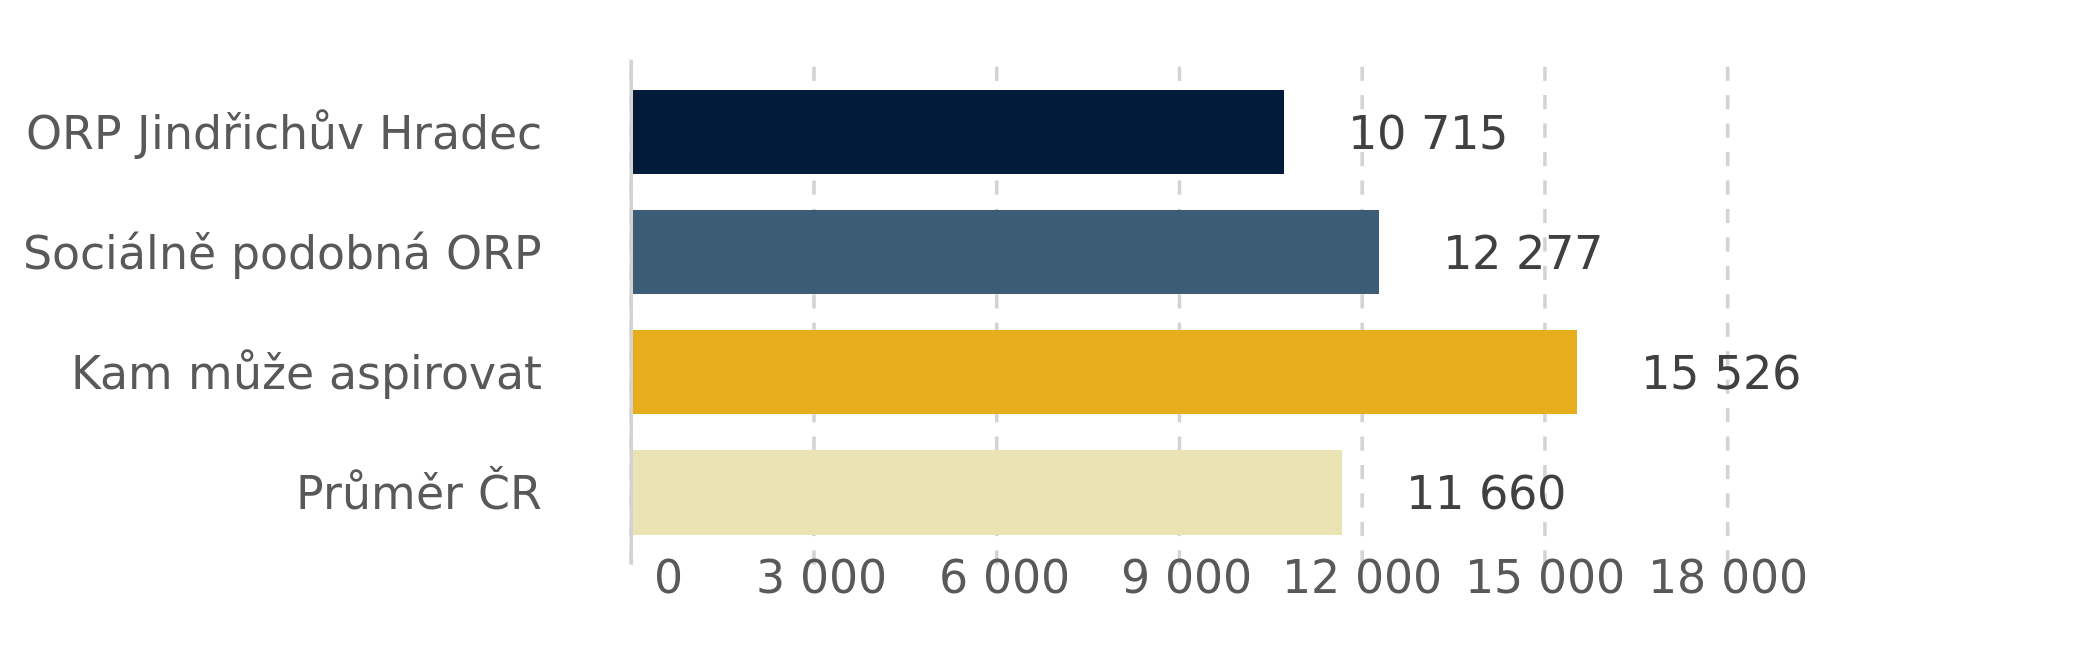 ORP Jindřichův Hradec 10 715
Sociálně podobná ORP 12 277
Kam může aspirovat 15 526
Průměr ČR 11 660
0 3 000 6 000 9 000 12 000 15 000 18 000